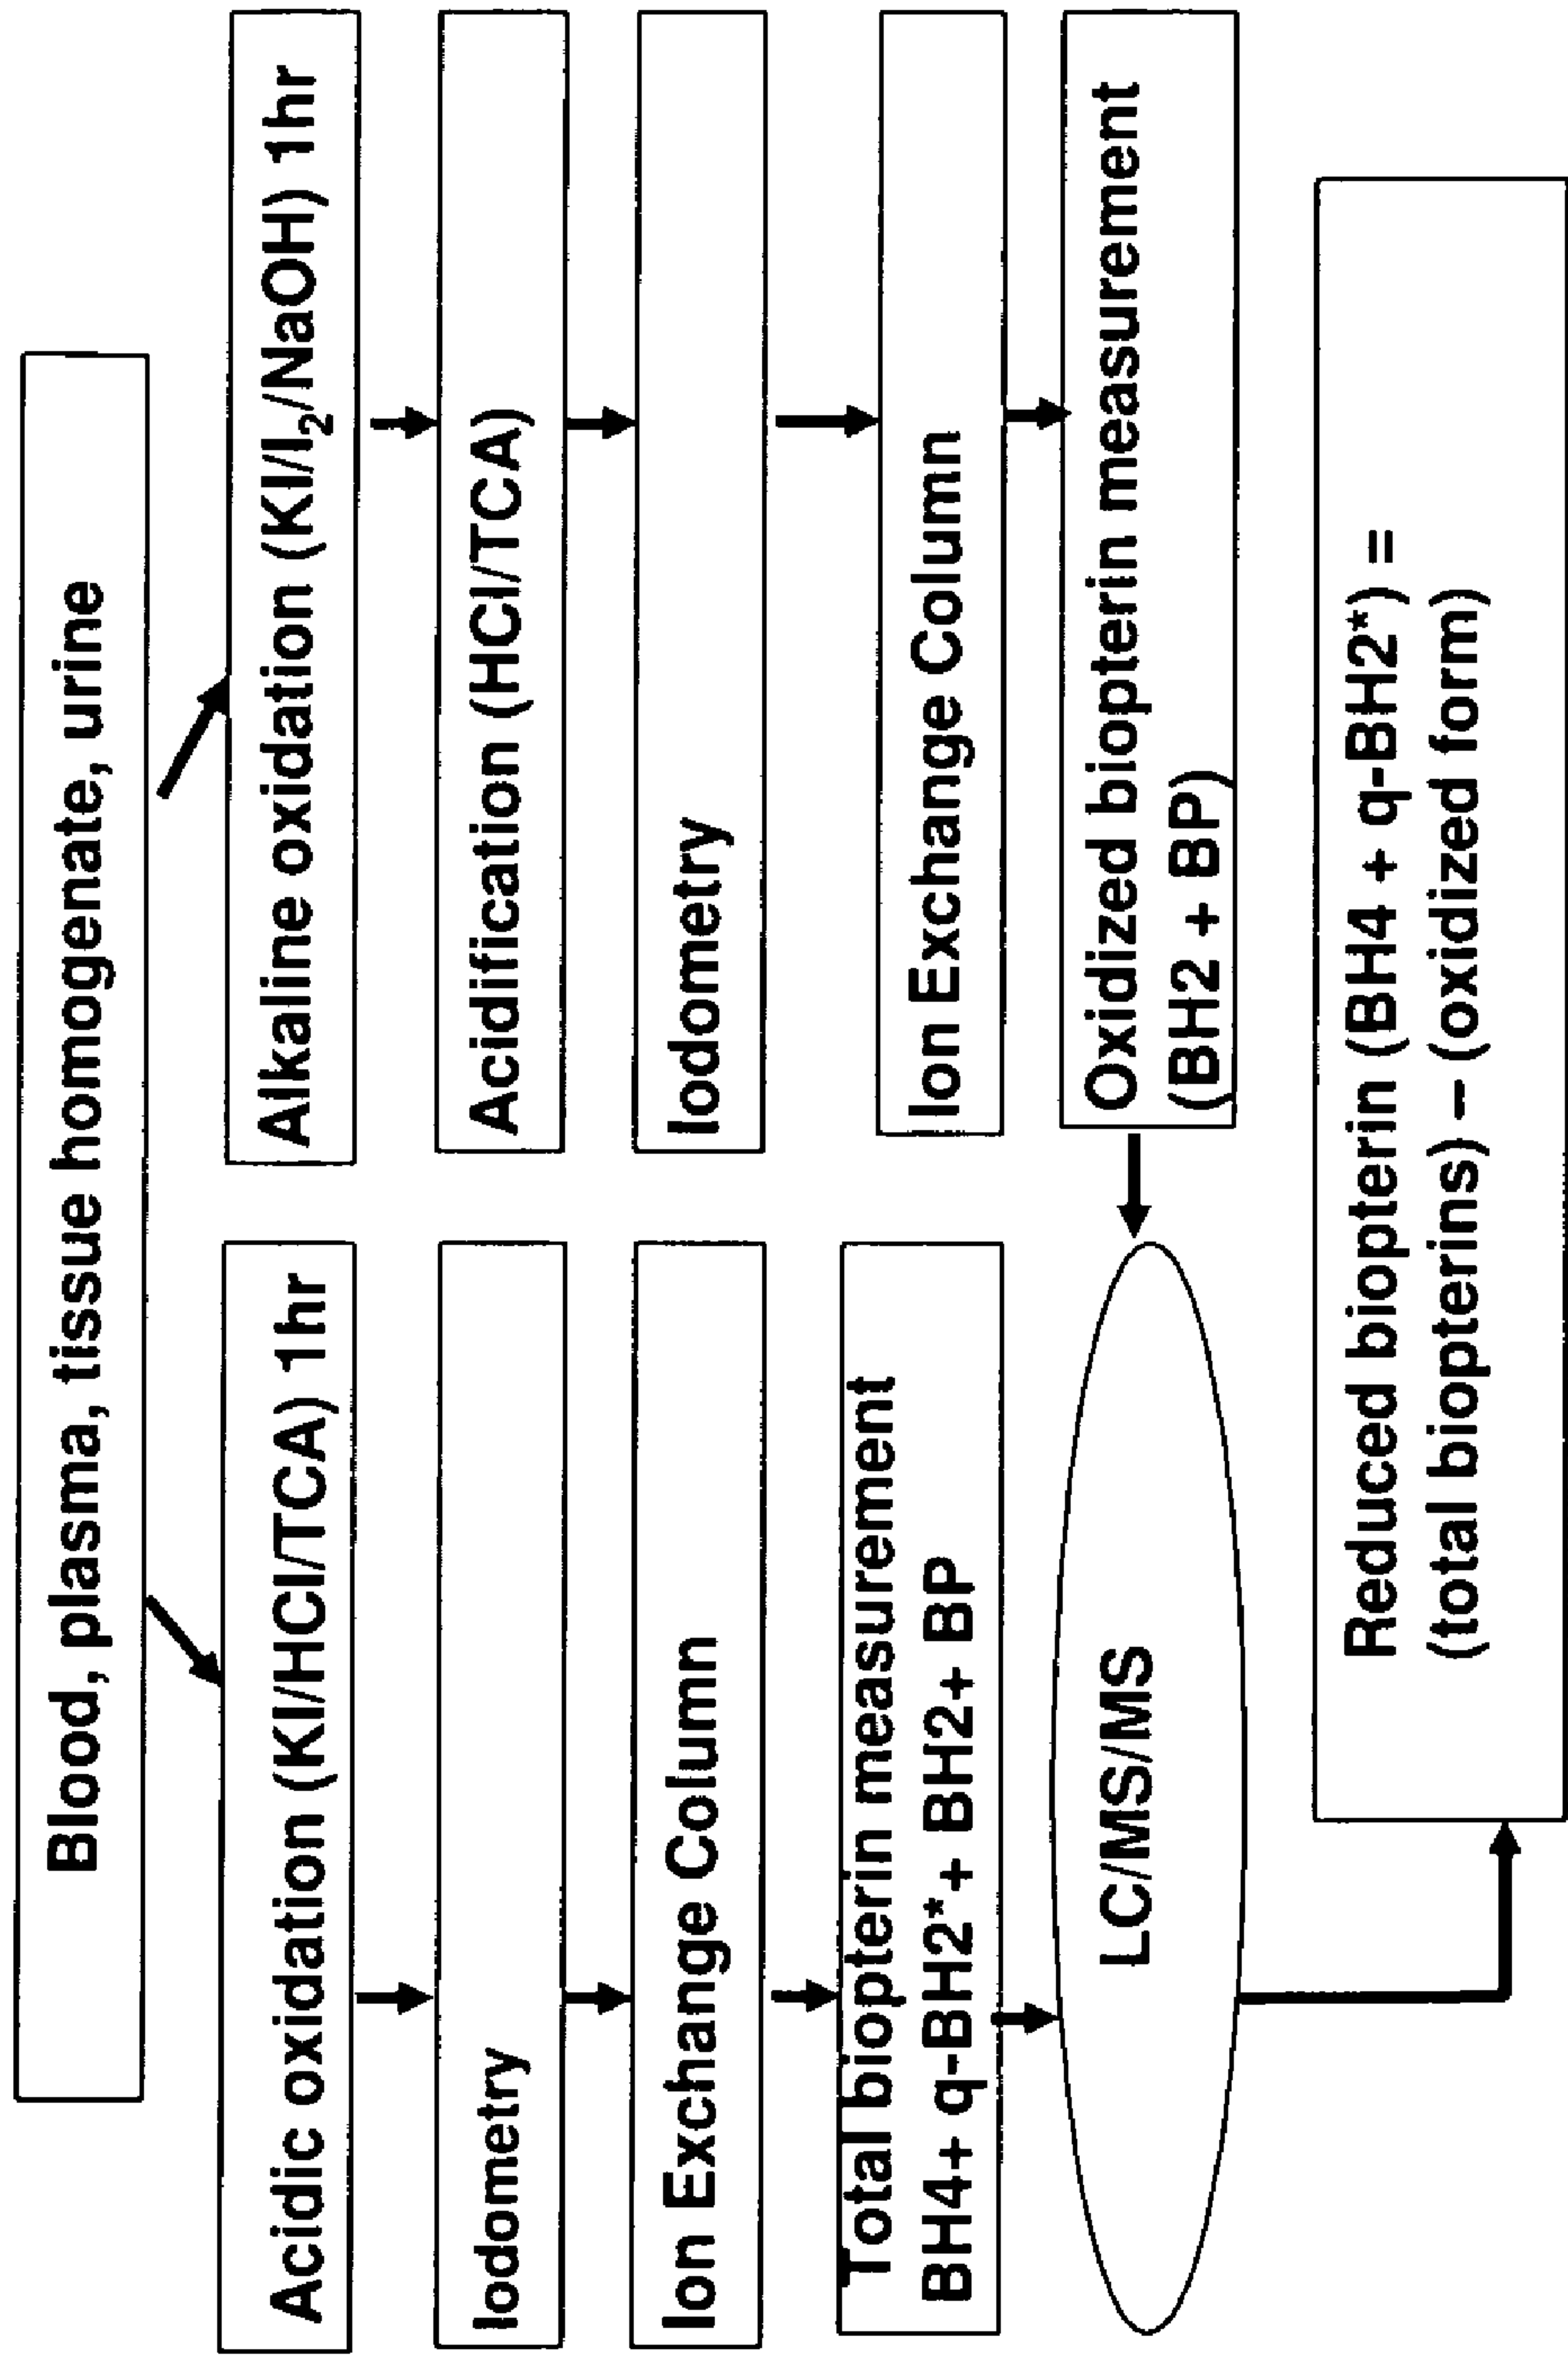 Blood, plasma, tissue homogenate, urine
Acidic oxidation (KI/HCl/TCA) 1hr
Iodometry
Ion Exchange Column
Total biopterin measurement
BH4+ q-BH2*+ BH2+ BP
LC/MS/MS
Alkaline oxidation (KI/I₂/NaOH) 1hr
Acidification (HCl/TCA)
Iodometry
Ion Exchange Column
Oxidized biopterin measurement
(BH2 + BP)
Reduced biopterin (BH4 + q-BH2*) =
(total biopterins) – (oxidized form)